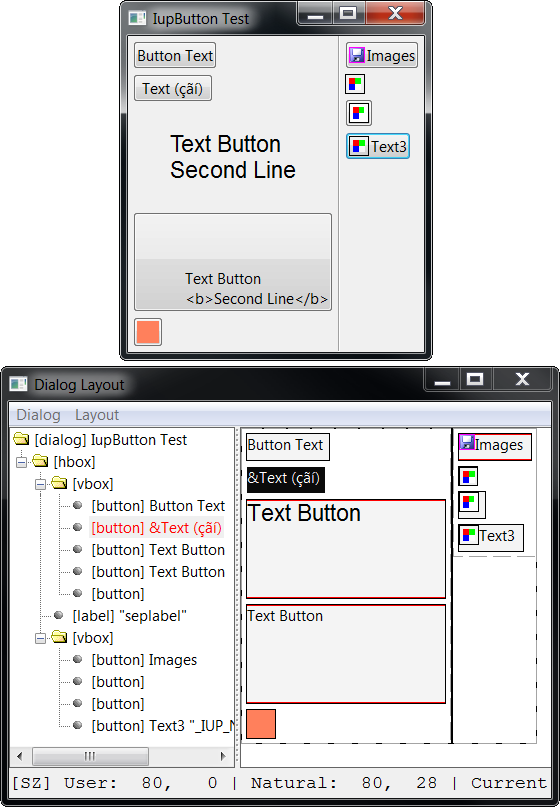 IupButton Test
Button Text
Images
Text (çãí)
Text Button
Second Line
Text3
Text Button
<b>Second Line</b>
Dialog Layout
Dialog Layout
[dialog] IupButton Test
[hbox]
[vbox]
[button] Button Text
[button] &Text (çãí)
[button] Text Button
[button] Text Button
[button]
[label] "seplabel"
[vbox]
[button] Images
[button]
[button]
[button] Text3 "_IUP_N
Button Text
&Text (çãí)
Text Button
Text Button
Images
Text3
[SZ] User: 80, 0 | Natural: 80, 28 | Current